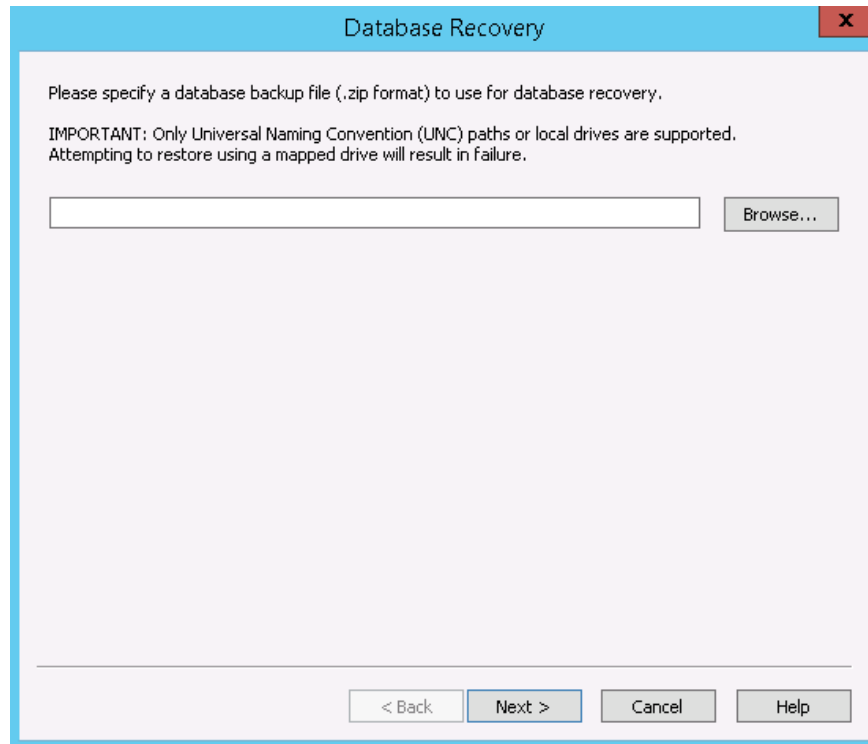 Database Recovery
x
Please specify a database backup file (.zip format) to use for database recovery.
IMPORTANT: Only Universal Naming Convention (UNC) paths or local drives are supported.
Attempting to restore using a mapped drive will result in failure.
Browse...
< Back Next > Cancel Help